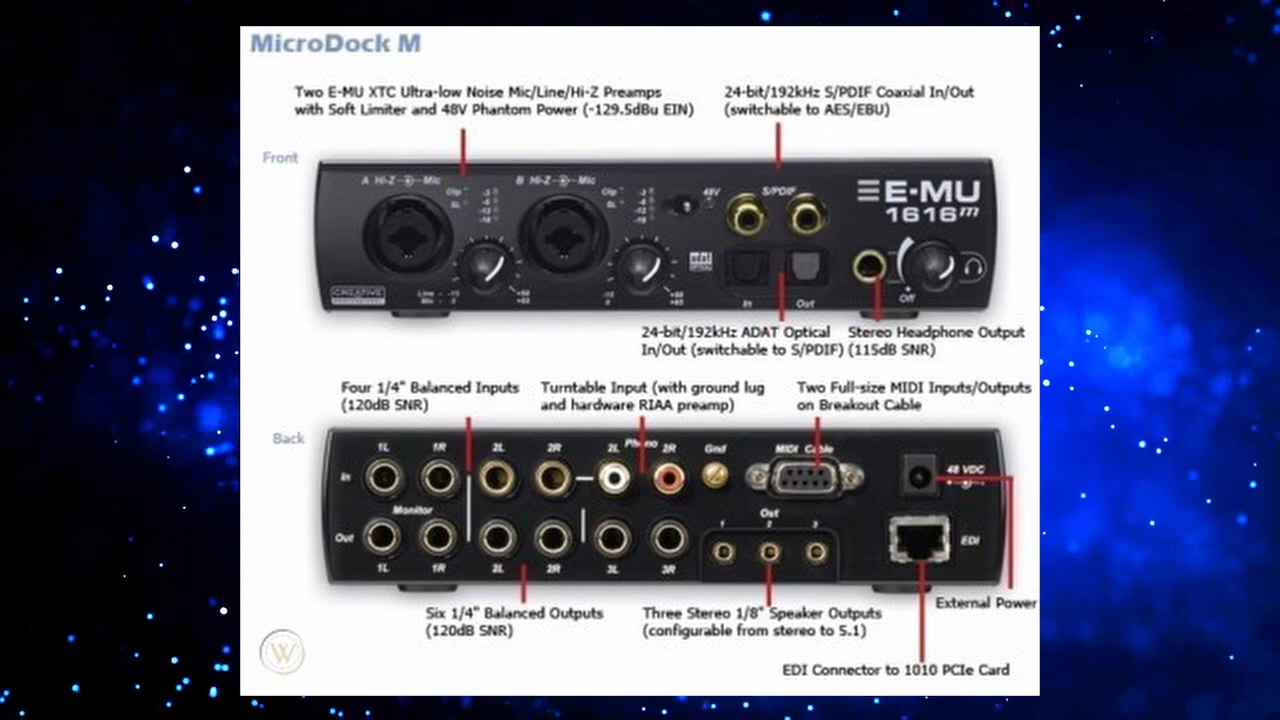 MicroDock M
Two E-MU XTC Ultra-low Noise Mic/Line/Hi-Z Preamps
with Soft Limiter and 48V Phantom Power (-129.5dBu EIN)
24-bit/192kHz S/PDIF Coaxial In/Out
(switchable to AES/EBU)
Front
A Hi-Z Mic
Clip
SL
B Hi-Z Mic
Clip
SL
48V
S/PDIF
E-MU
1616m
CREATIVE
In
Out
Off
24-bit/192kHz ADAT Optical
In/Out (switchable to S/PDIF)
Stereo Headphone Output
(115dB SNR)
Four 1/4" Balanced Inputs
(120dB SNR)
Turntable Input (with ground lug
and hardware RIAA preamp)
Two Full-size MIDI Inputs/Outputs
on Breakout Cable
Back
1L 1R 2L 2R 2L Phono 2R Gnd MIDI Cable
In
48 VDC
Monitor
Out
Out
1 2 3
EDI
1L 1R 2L 2R 3L 3R
External Power
Six 1/4" Balanced Outputs
(120dB SNR)
Three Stereo 1/8" Speaker Outputs
(configurable from stereo to 5.1)
W
EDI Connector to 1010 PCIe Card